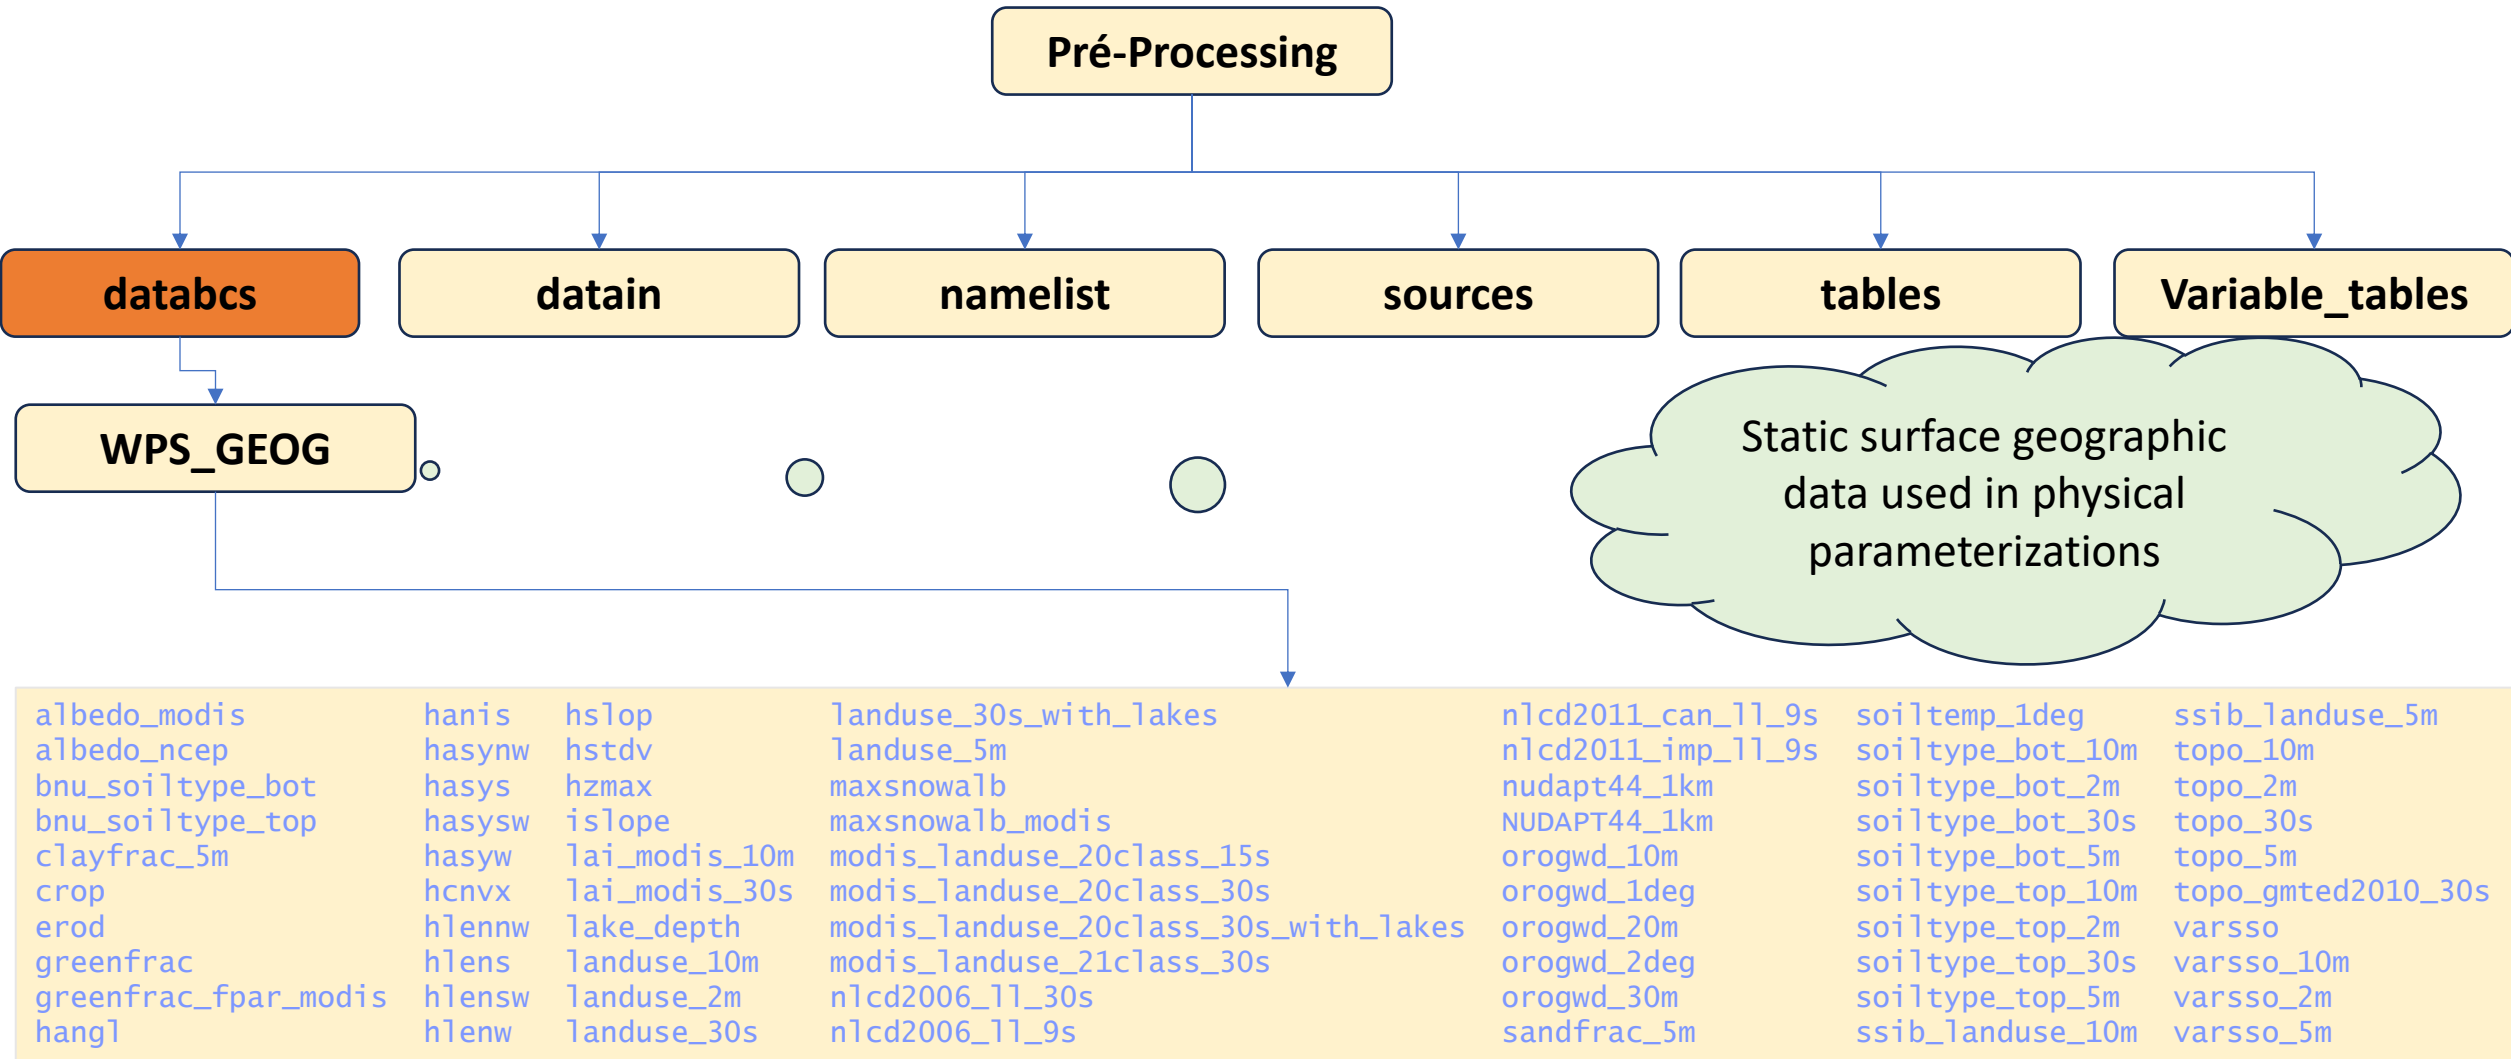 Pré-Processing
databcs
datain
namelist
sources
tables
Variable_tables
WPS_GEOG
Static surface geographic
data used in physical
parameterizations
albedo_modis hanis hslop landuse_30s_with_lakes nlcd2011_can_ll_9s soiltemp_1deg ssib_landuse_5m
albedo_ncep hasynw hstdv landuse_5m nlcd2011_imp_ll_9s soiltype_bot_10m topo_10m
bnu_soiltype_bot hasys hzmax maxsnowalb nudapt44_1km soiltype_bot_2m topo_2m
bnu_soiltype_top hasysw islope maxsnowalb_modis NUDAPT44_1km soiltype_bot_30s topo_30s
clayfrac_5m hasyw lai_modis_10m modis_landuse_20class_15s orogwd_10m soiltype_bot_5m topo_5m
crop hcnvx lai_modis_30s modis_landuse_20class_30s orogwd_1deg soiltype_top_10m topo_gmted2010_30s
erod hlennw lake_depth modis_landuse_20class_30s_with_lakes orogwd_20m soiltype_top_2m varsso
greenfrac hlens landuse_10m modis_landuse_21class_30s orogwd_2deg soiltype_top_30s varsso_10m
greenfrac_fpar_modis hlensw landuse_2m nlcd2006_ll_30s orogwd_30m soiltype_top_5m varsso_2m
hangl hlenw landuse_30s nlcd2006_ll_9s sandfrac_5m ssib_landuse_10m varsso_5m